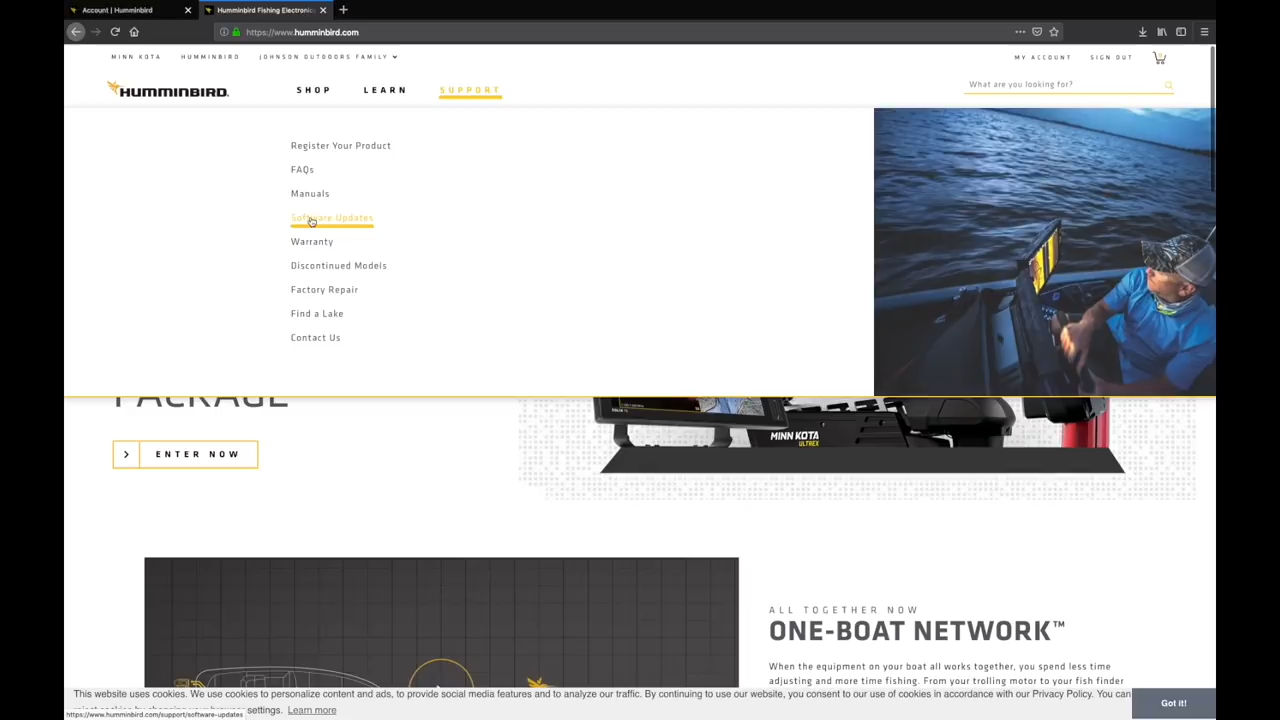 Account | Humminbird
Humminbird Fishing Electronics
https://www.humminbird.com
MINN KOTA
HUMMINBIRD
JOHNSON OUTDOORS FAMILY
MY ACCOUNT
SIGN OUT
HUMMINBIRD.
SHOP
LEARN
SUPPORT
What are you looking for?
Register Your Product
FAQs
Manuals
Software Updates
Warranty
Discontinued Models
Factory Repair
Find a Lake
Contact Us
PACKAGE
MINN KOTA
ULTREX
ENTER NOW
ALL TOGETHER NOW
ONE-BOAT NETWORK™
When the equipment on your boat all works together, you spend less time
adjusting and more time fishing. From your trolling motor to your fish finder
This website uses cookies. We use cookies to personalize content and ads, to provide social media features and to analyze our traffic. By continuing to use our website, you consent to our use of cookies in accordance with our Privacy Policy. You can
settings. Learn more
Got it!
https://www.humminbird.com/support/software-updates